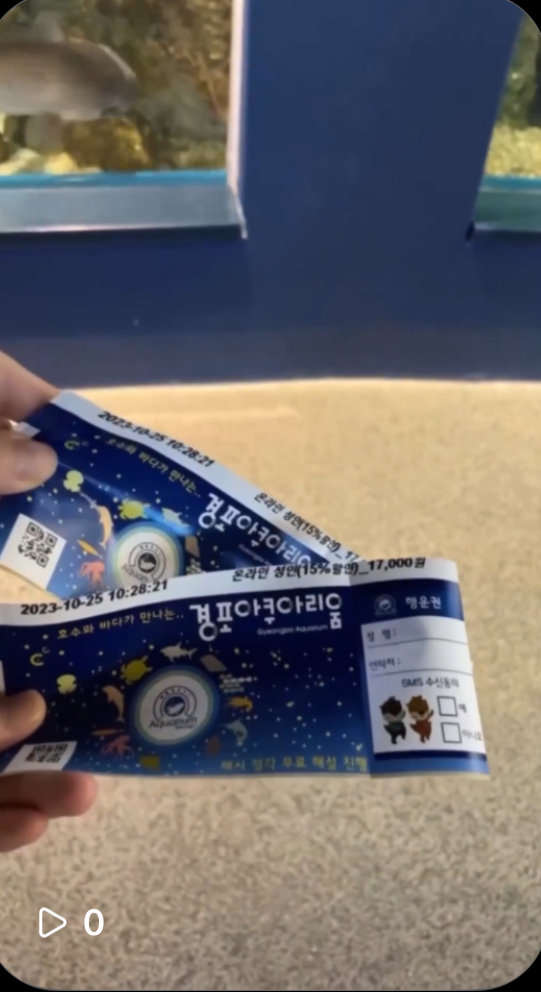 2023-10-25 10:28:21
호수와 바다가 만나는..
온라인 성인(15%할인)_17
경포아쿠아리움
2023-10-25 10:28:21
온라인 성인(15%할인)_17,000원
호수와 바다가 만나는..
경포아쿠아리움
Gyeongpo Aquarium
Aquarium
매시 정각 무료 해설 진행
행운권
성 명:
연락처:
SMS 수신동의
예
아니오
0